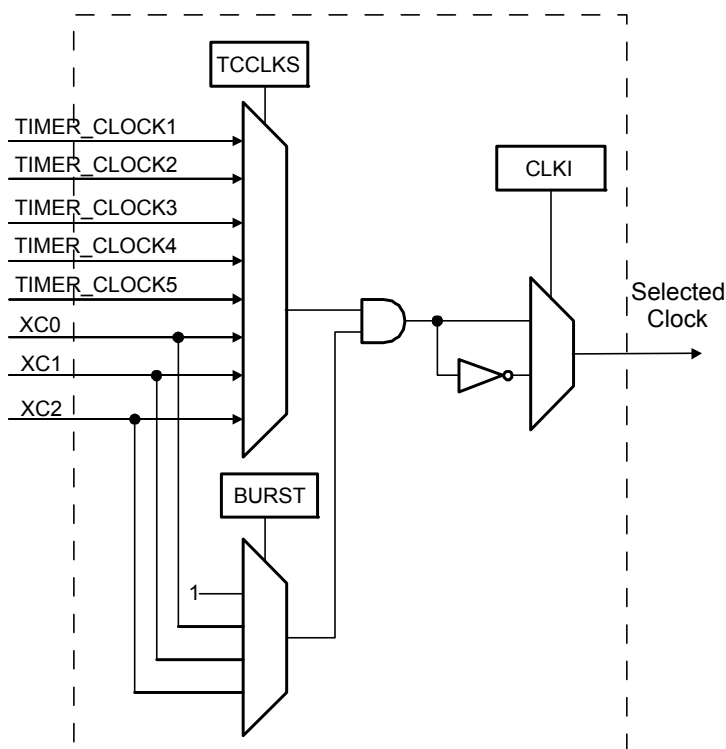 TCCLKS
TIMER_CLOCK1
TIMER_CLOCK2
TIMER_CLOCK3
TIMER_CLOCK4
TIMER_CLOCK5
XC0
XC1
XC2
CLKI
Selected
Clock
BURST
1